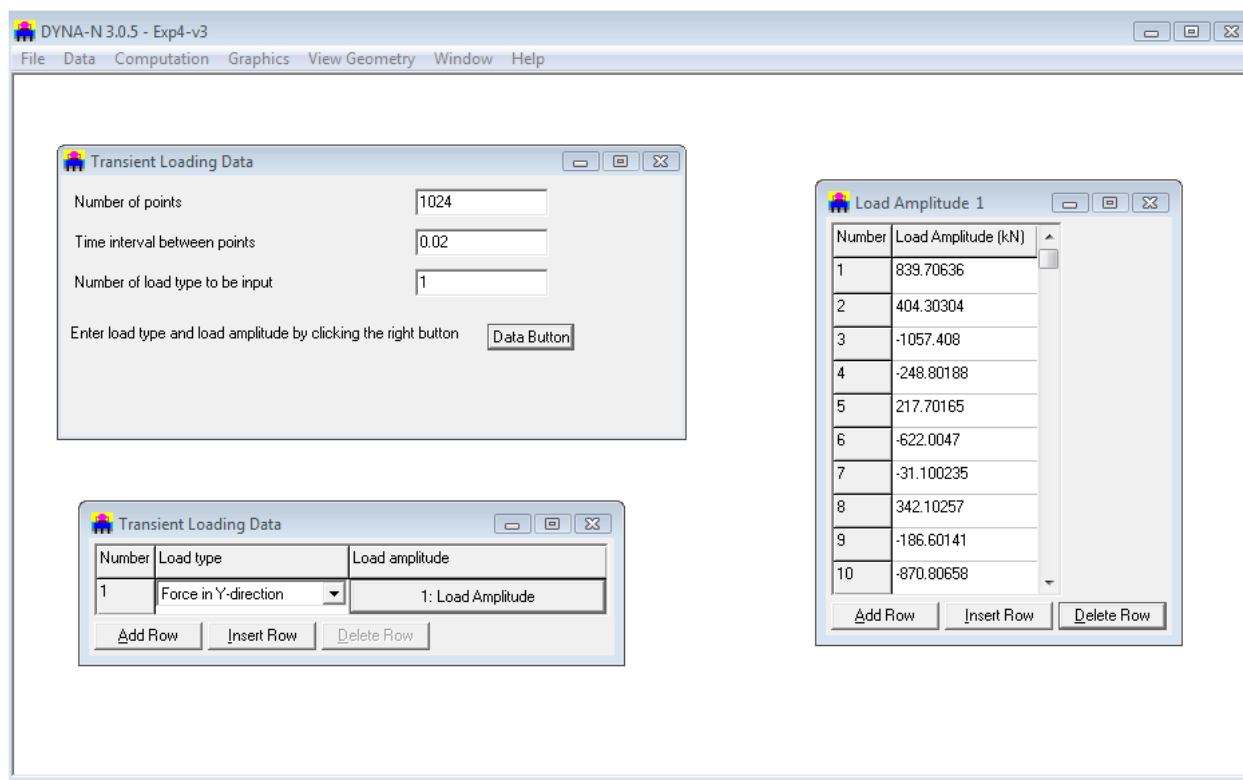 DYNA-N 3.0.5 - Exp4-v3
File Data Computation Graphics View Geometry Window Help
Transient Loading Data
Number of points 1024
Time interval between points 0.02
Number of load type to be input 1
Enter load type and load amplitude by clicking the right button Data Button
Transient Loading Data
Number Load type Load amplitude
1 Force in Y-direction 1: Load Amplitude
Add Row Insert Row Delete Row
Load Amplitude 1
Number Load Amplitude (kN)
1 839.70636
2 404.30304
3 -1057.408
4 -248.80188
5 217.70165
6 -622.0047
7 -31.100235
8 342.10257
9 -186.60141
10 -870.80658
Add Row Insert Row Delete Row